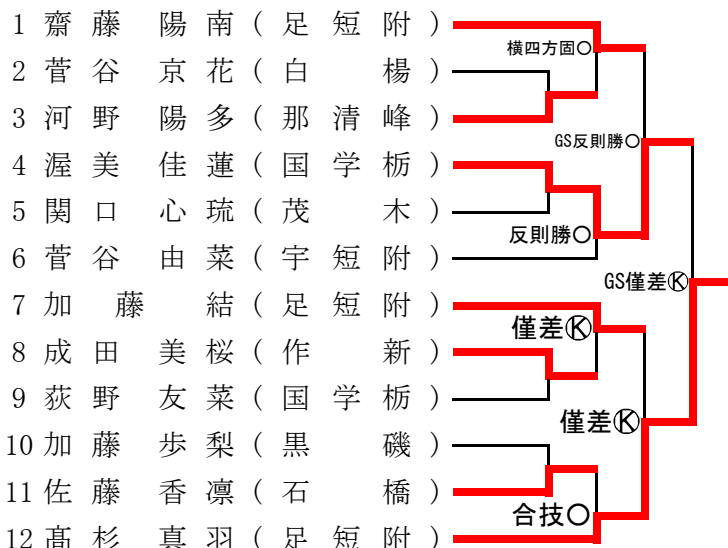 1 齋藤 陽南(足短附)
横四方固○
2 菅谷 京花(白 楊)
3 河野 陽多(那清峰)
GS反則勝○
4 渥美 佳蓮(国学栃)
5 関口 心琉(茂 木)
反則勝○
6 菅谷 由菜(宇短附)
GS僅差Ⓚ
7 加藤 結(足短附)
僅差Ⓚ
8 成田 美桜(作 新)
9 荻野 友菜(国学栃)
僅差Ⓚ
10 加藤 歩梨(黒 磯)
11 佐藤 香凛(石 橋)
合技○
12 髙杉 真羽(足短附)